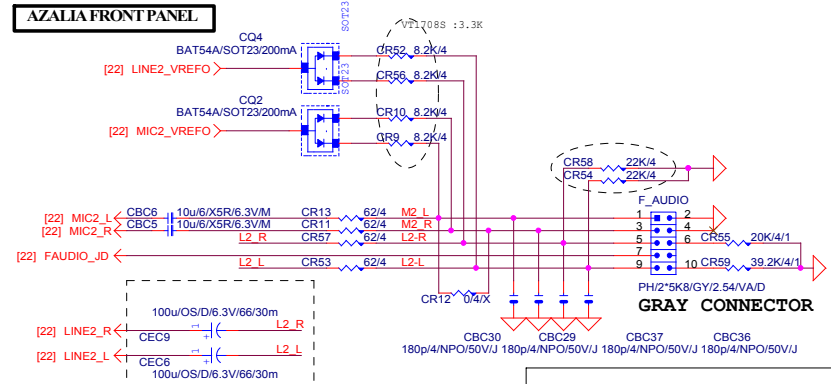 AZALIA FRONT PANEL
SOT23
VT1708S :3.3K
CQ4
BAT54A/SOT23/200mA
CR52 8.2K/4
[22] LINE2_VREFO
CR56 8.2K/4
SOT23
CQ2
BAT54A/SOT23/200mA
CR10 8.2K/4
[22] MIC2_VREFO
CR9 8.2K/4
CR58 22K/4
CR54 22K/4
F_AUDIO
[22] MIC2_L CBC6 10u/6/X5R/6.3V/M CR13 62/4 M2_L 1 2
[22] MIC2_R CBC5 10u/6/X5R/6.3V/M CR11 62/4 M2_R 3 4
L2_R CR57 62/4 L2-R 5 6 CR55 20K/4/1
[22] FAUDIO_JD 7
L2_L CR53 62/4 L2-L 9 10 CR59 39.2K/4/1
CR12 0/4/X
PH/2*5K8/GY/2.54/VA/D
GRAY CONNECTOR
100u/OS/D/6.3V/66/30m
[22] LINE2_R 1 + L2_R
CEC9
[22] LINE2_L 1 + L2_L
CEC6
100u/OS/D/6.3V/66/30m
CBC30 CBC29 CBC37 CBC36
180p/4/NPO/50V/J 180p/4/NPO/50V/J 180p/4/NPO/50V/J 180p/4/NPO/50V/J